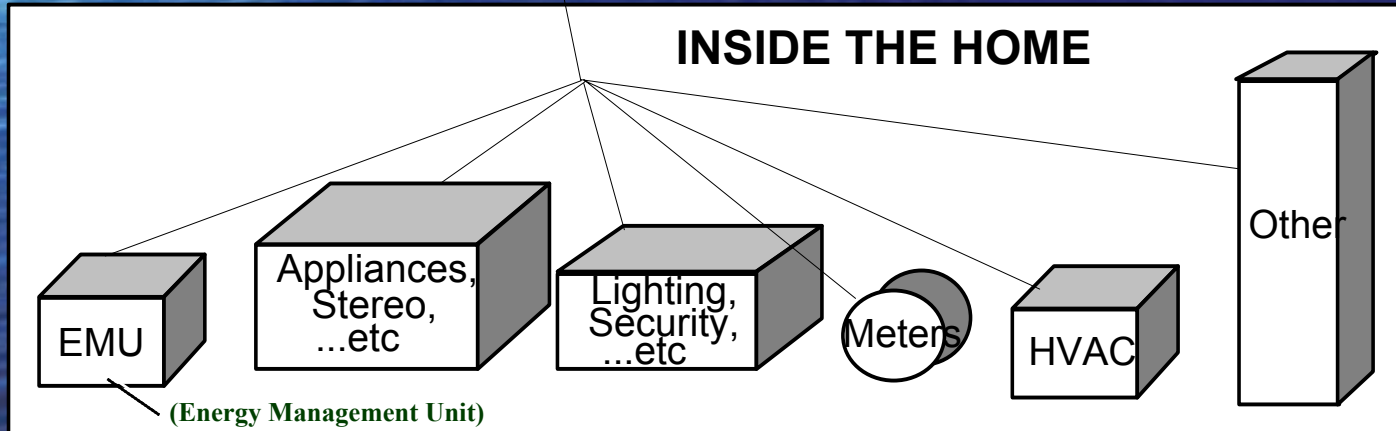 INSIDE THE HOME
EMU
(Energy Management Unit)
Appliances,
Stereo,
...etc
Lighting,
Security,
...etc
Meters
HVAC
Other